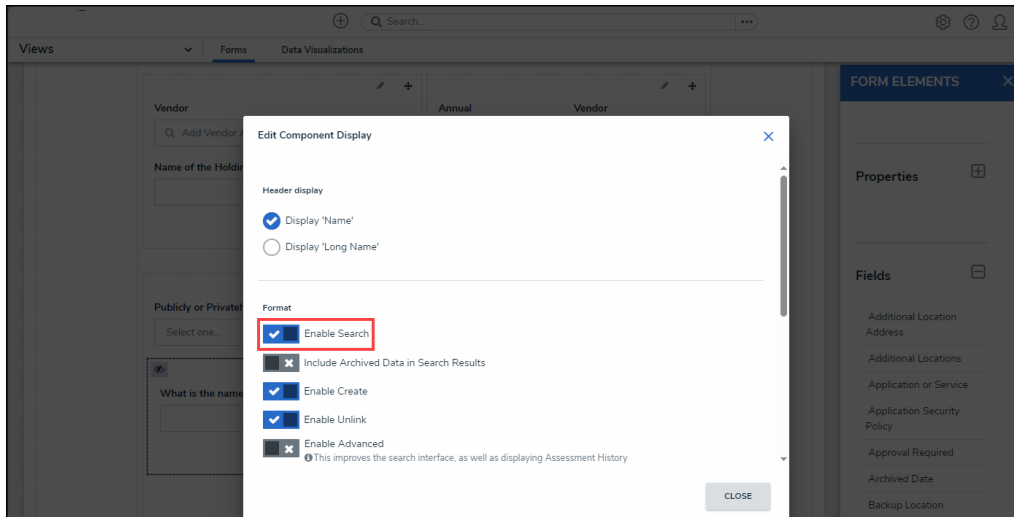 Search...
Views
Forms
Data Visualizations
FORM ELEMENTS
Vendor
Annual
Vendor
Add Vendor
Name of the Holdin
Properties
Fields
Publicly or Privatel
Select one...
What is the name
Edit Component Display
Header display
Display 'Name'
Display 'Long Name'
Format
Enable Search
Include Archived Data in Search Results
Enable Create
Enable Unlink
Enable Advanced
This improves the search interface, as well as displaying Assessment History
CLOSE
Additional Location
Address
Additional Locations
Application or Service
Application Security
Policy
Approval Required
Archived Date
Backup Location